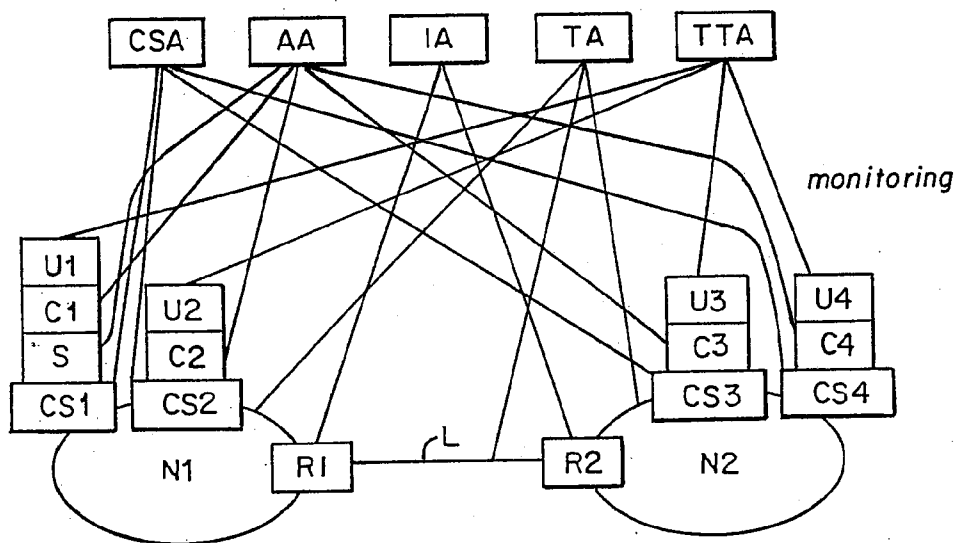 CSA AA IA TA TTA
monitoring
U1
C1
S
CS1
U2
C2
CS2
U3
C3
CS3
U4
C4
CS4
N1
R1
L
R2
N2